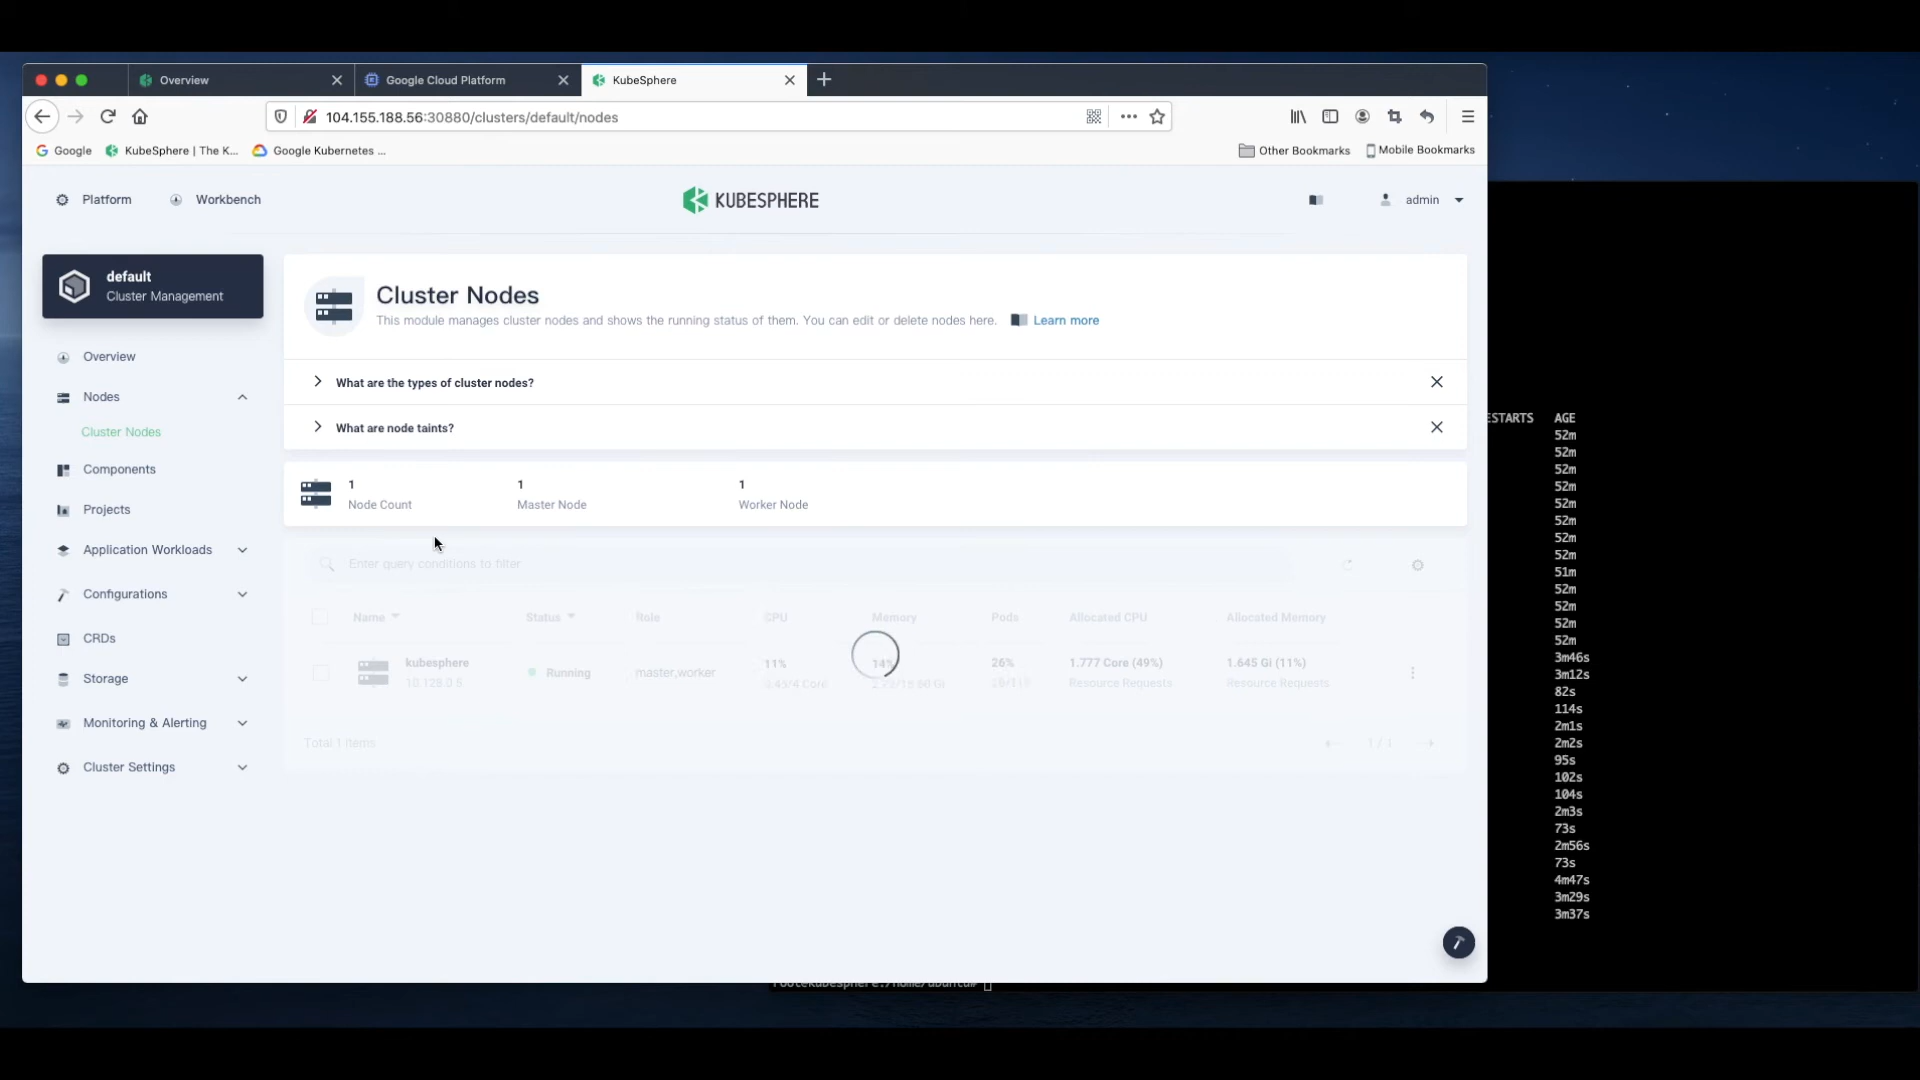 Overview
Google Cloud Platform
KubeSphere
104.155.188.56:30880/clusters/default/nodes
Google
KubeSphere | The K...
Google Kubernetes ...
Other Bookmarks
Mobile Bookmarks
Platform
Workbench
KUBESPHERE
admin
default
Cluster Management
Overview
Nodes
Cluster Nodes
Components
Projects
Application Workloads
Configurations
CRDs
Storage
Monitoring & Alerting
Cluster Settings
Cluster Nodes
This module manages cluster nodes and shows the running status of them. You can edit or delete nodes here.
Learn more
What are the types of cluster nodes?
What are node taints?
1
Node Count
1
Master Node
1
Worker Node
Enter query conditions to filter
Name
Status
Role
CPU
Memory
Pods
Allocated CPU
Allocated Memory
kubesphere
10.128.0.5
Running
master,worker
11%
14%
26%
1.777 Core (49%)
Resource Requests
1.645 Gi (11%)
Resource Requests
Total 1 items
1 / 1
ESTARTS AGE
52m
52m
52m
52m
52m
52m
52m
52m
51m
52m
52m
52m
52m
3m46s
3m12s
82s
114s
2m1s
2m2s
95s
102s
104s
2m3s
73s
2m56s
73s
4m47s
3m29s
3m37s